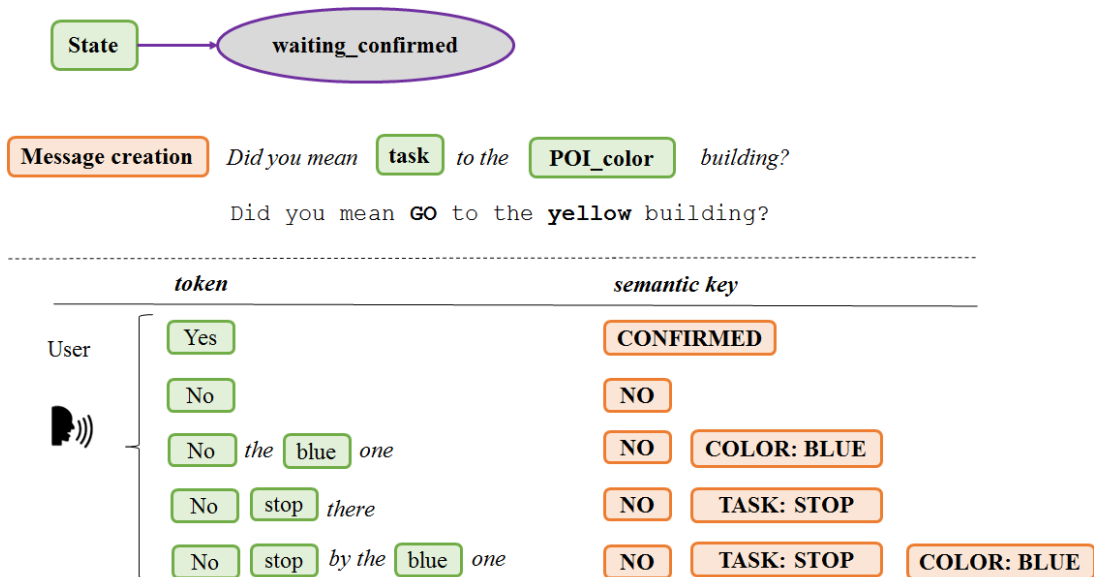 State waiting_confirmed
Message creation Did you mean task to the POI_color building?
Did you mean GO to the yellow building?
token semantic key
User
Yes CONFIRMED
No NO
No the blue one NO COLOR: BLUE
No stop there NO TASK: STOP
No stop by the blue one NO TASK: STOP COLOR: BLUE